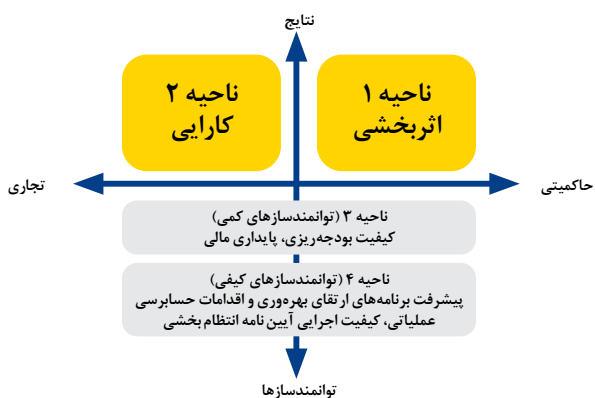 نتایج
ناحیه ۱
اثربخشی
ناحیه ۲
کارایی
حاکمیتی
تجاری
ناحیه ۳ (توانمندسازهای کمی)
کیفیت بودجه‌ریزی، پایداری مالی
ناحیه ۴ (توانمندسازهای کیفی)
پیشرفت برنامه‌های ارتقای بهره‌وری و اقدامات حسابرسی
عملیاتی، کیفیت اجرایی آیین نامه انتظام بخشی
توانمندسازها